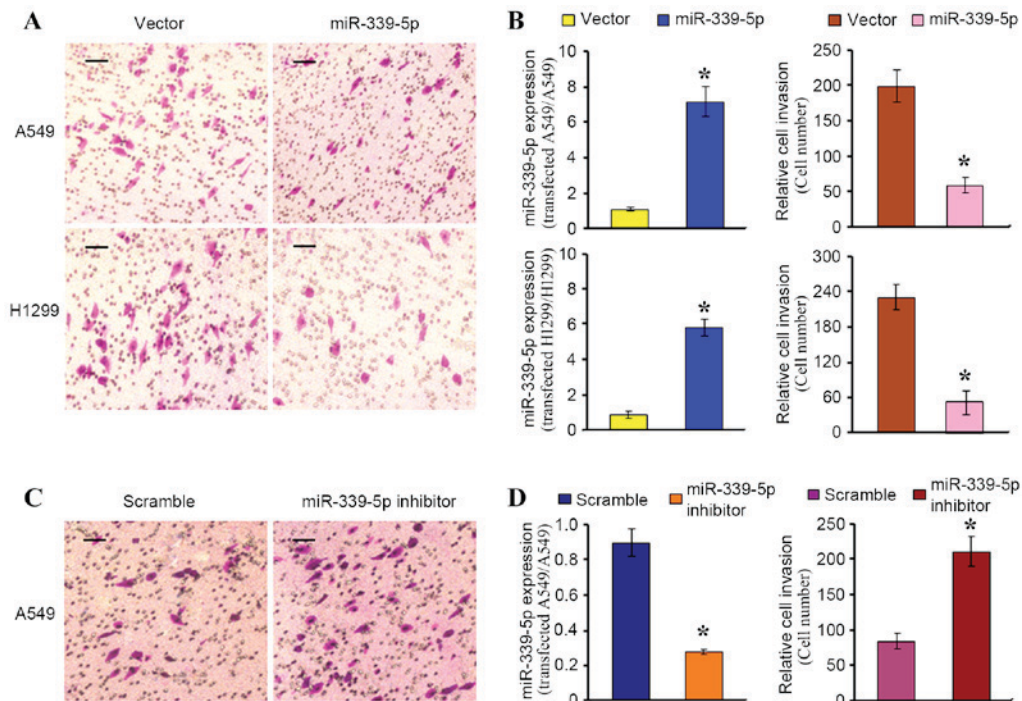 A
Vector
miR-339-5p
A549
H1299
B
Vector
miR-339-5p
miR-339-5p expression
(transfected A549/A549)
10
8
6
4
2
0
*
Vector
miR-339-5p
Relative cell invasion
(Cell number)
250
200
150
100
50
0
*
miR-339-5p expression
(transfected H1299/H1299)
10
8
6
4
2
0
*
Relative cell invasion
(Cell number)
300
240
180
120
60
0
*
C
Scramble
miR-339-5p inhibitor
A549
D
Scramble
miR-339-5p
inhibitor
miR-339-5p expression
(transfected A549/A549)
1.0
0.8
0.6
0.4
0.2
0
*
Scramble
miR-339-5p
inhibitor
Relative cell invasion
(Cell number)
250
200
150
100
50
0
*